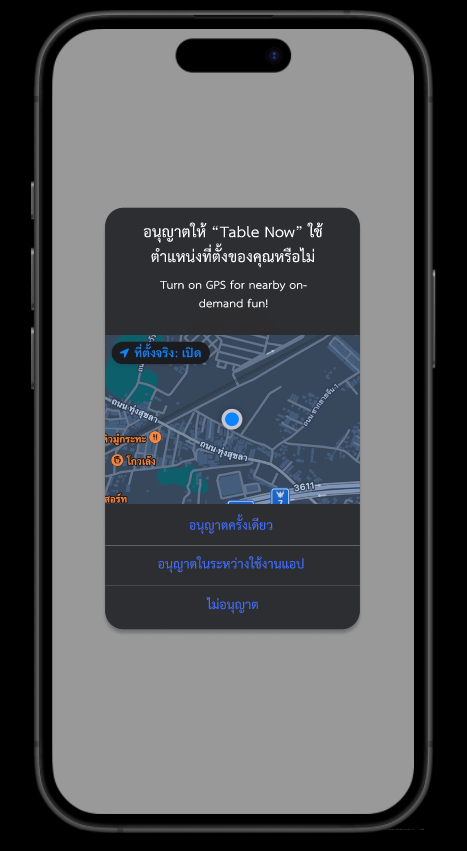 อนุญาตให้ “Table Now” ใช้
ตำแหน่งที่ตั้งของคุณหรือไม่
Turn on GPS for nearby on-
demand fun!
ที่ตั้งจริง: เปิด
ถนน ทุ่งสุขลา
ถนน ทุ่งสุขลา
วมู่กระทะ
โกวเล้ง
สอร์ท
3611
7
อนุญาตครั้งเดียว
อนุญาตในระหว่างใช้งานแอป
ไม่อนุญาต